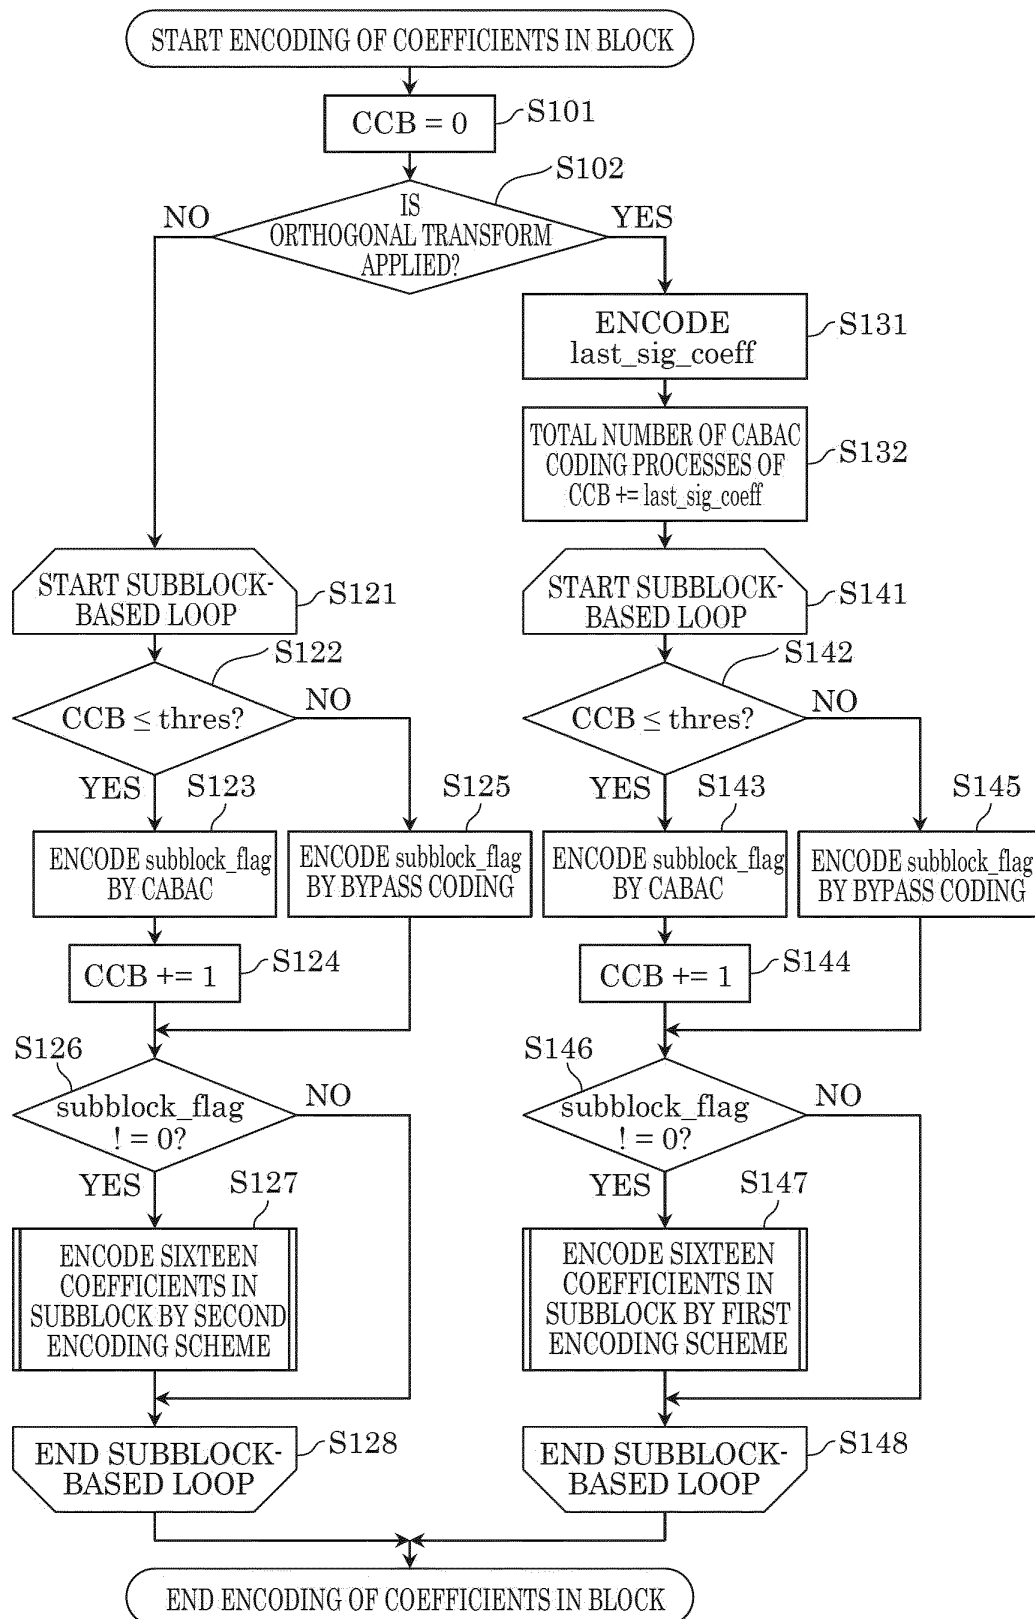 START ENCODING OF COEFFICIENTS IN BLOCK
CCB = 0
S101
S102
IS
ORTHOGONAL TRANSFORM
APPLIED?
NO
YES
ENCODE
last_sig_coeff
S131
TOTAL NUMBER OF CABAC
CODING PROCESSES OF
CCB += last_sig_coeff
S132
START SUBBLOCK-
BASED LOOP
S121
START SUBBLOCK-
BASED LOOP
S141
S122
CCB ≤ thres?
NO
YES
S142
CCB ≤ thres?
NO
YES
S123
ENCODE subblock_flag
BY CABAC
S125
ENCODE subblock_flag
BY BYPASS CODING
S143
ENCODE subblock_flag
BY CABAC
S145
ENCODE subblock_flag
BY BYPASS CODING
CCB += 1
S124
CCB += 1
S144
S126
subblock_flag
! = 0?
NO
YES
S146
subblock_flag
! = 0?
NO
YES
S127
ENCODE SIXTEEN
COEFFICIENTS IN
SUBBLOCK BY SECOND
ENCODING SCHEME
S147
ENCODE SIXTEEN
COEFFICIENTS IN
SUBBLOCK BY FIRST
ENCODING SCHEME
END SUBBLOCK-
BASED LOOP
S128
END SUBBLOCK-
BASED LOOP
S148
END ENCODING OF COEFFICIENTS IN BLOCK